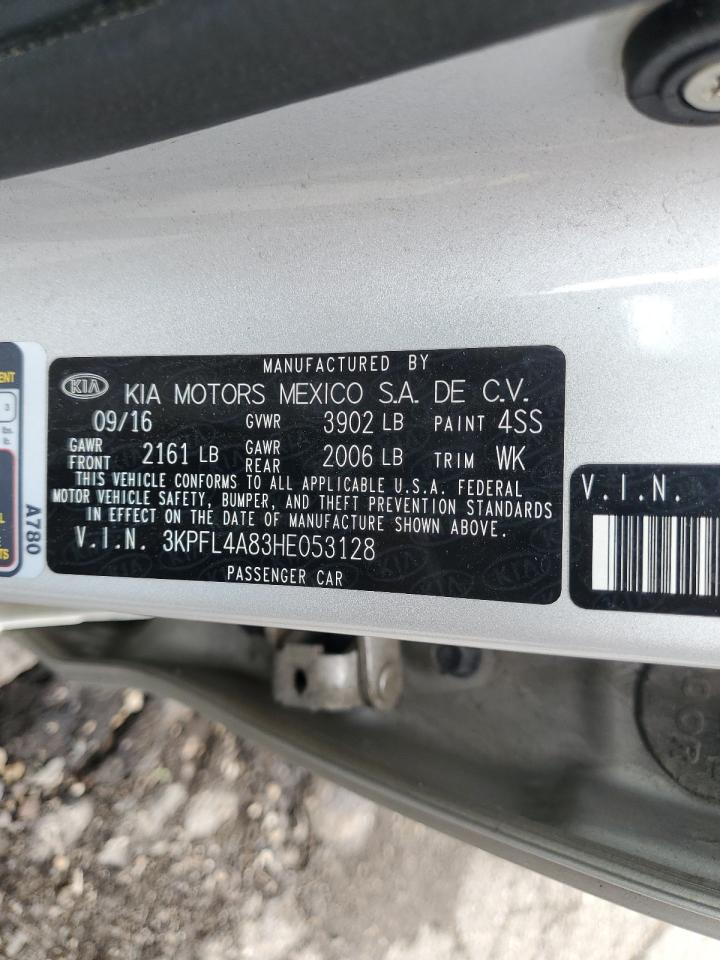 MANUFACTURED BY
KIA KIA MOTORS MEXICO S.A. DE C.V.
09/16 GVWR 3902 LB PAINT 4SS
GAWR FRONT 2161 LB GAWR REAR 2006 LB TRIM WK
THIS VEHICLE CONFORMS TO ALL APPLICABLE U.S.A. FEDERAL
MOTOR VEHICLE SAFETY, BUMPER, AND THEFT PREVENTION STANDARDS
IN EFFECT ON THE DATE OF MANUFACTURE SHOWN ABOVE.
V.I.N. 3KPFL4A83HE053128
PASSENGER CAR
A780
V.I.N.